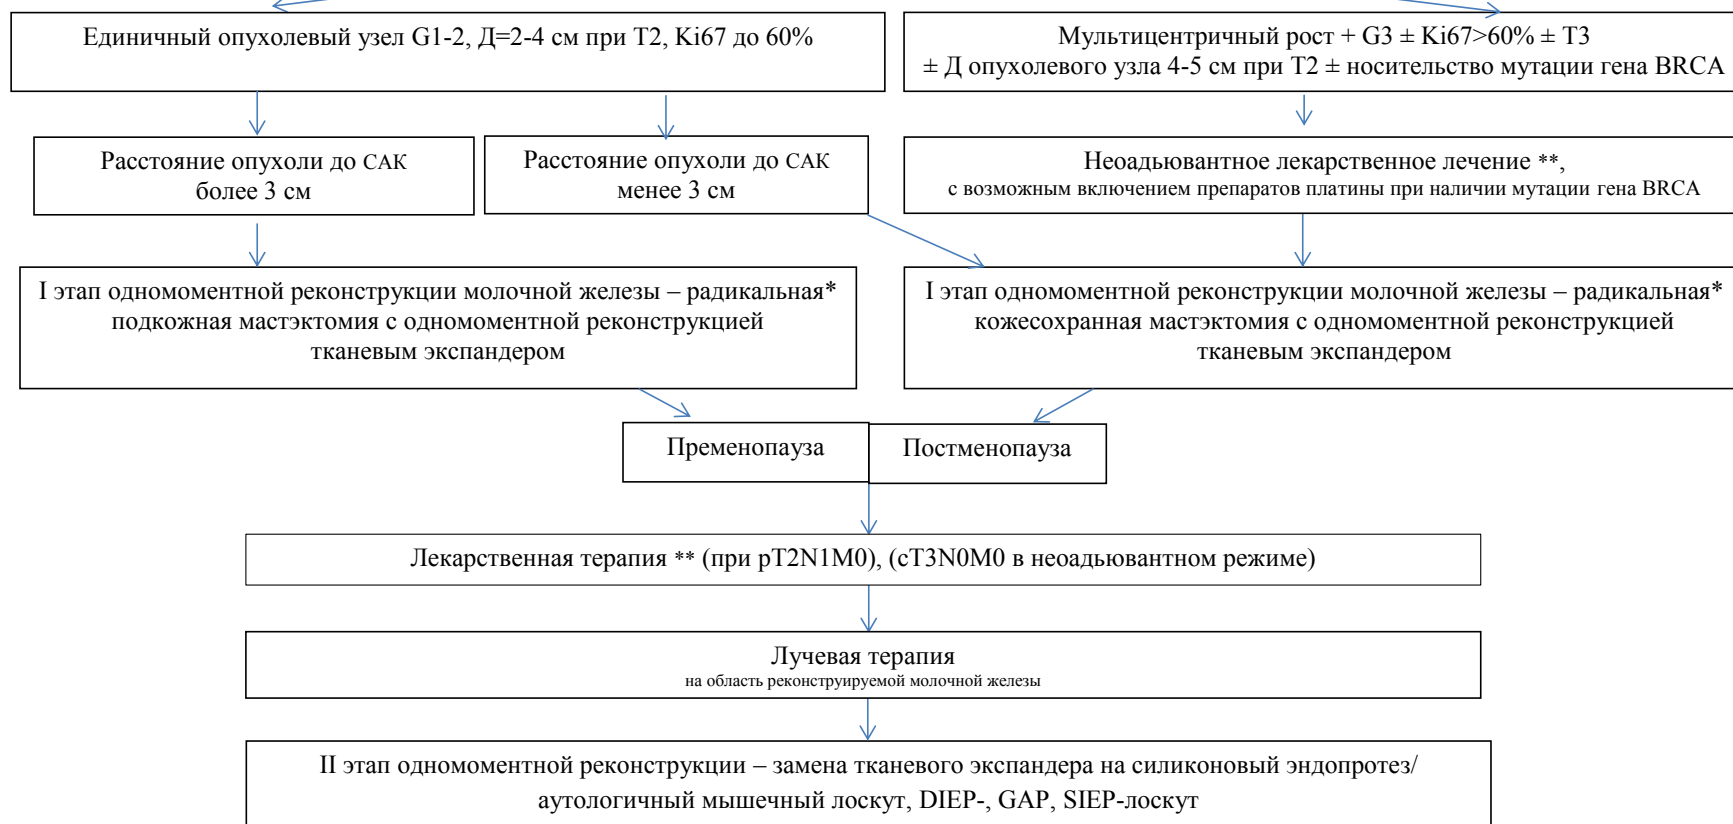 Единичный опухолевый узел G1-2, Д=2-4 см при T2, Ki67 до 60%
Мультицентричный рост + G3 ± Ki67>60% ± T3
± Д опухолевого узла 4-5 см при T2 ± носительство мутации гена BRCA
Расстояние опухоли до САК
более 3 см
Расстояние опухоли до САК
менее 3 см
Неоадьювантное лекарственное лечение **,
с возможным включением препаратов платины при наличии мутации гена BRCA
I этап одномоментной реконструкции молочной железы – радикальная*
подкожная мастэктомия с одномоментной реконструкцией
тканевым экспандером
I этап одномоментной реконструкции молочной железы – радикальная*
кожесохранная мастэктомия с одномоментной реконструкцией
тканевым экспандером
Пременопауза
Постменопауза
Лекарственная терапия ** (при pT2N1M0), (cT3N0M0 в неоадьювантном режиме)
Лучевая терапия
на область реконструируемой молочной железы
II этап одномоментной реконструкции – замена тканевого экспандера на силиконовый эндопротез/
аутологичный мышечный лоскут, DIEP-, GAP, SIEP-лоскут